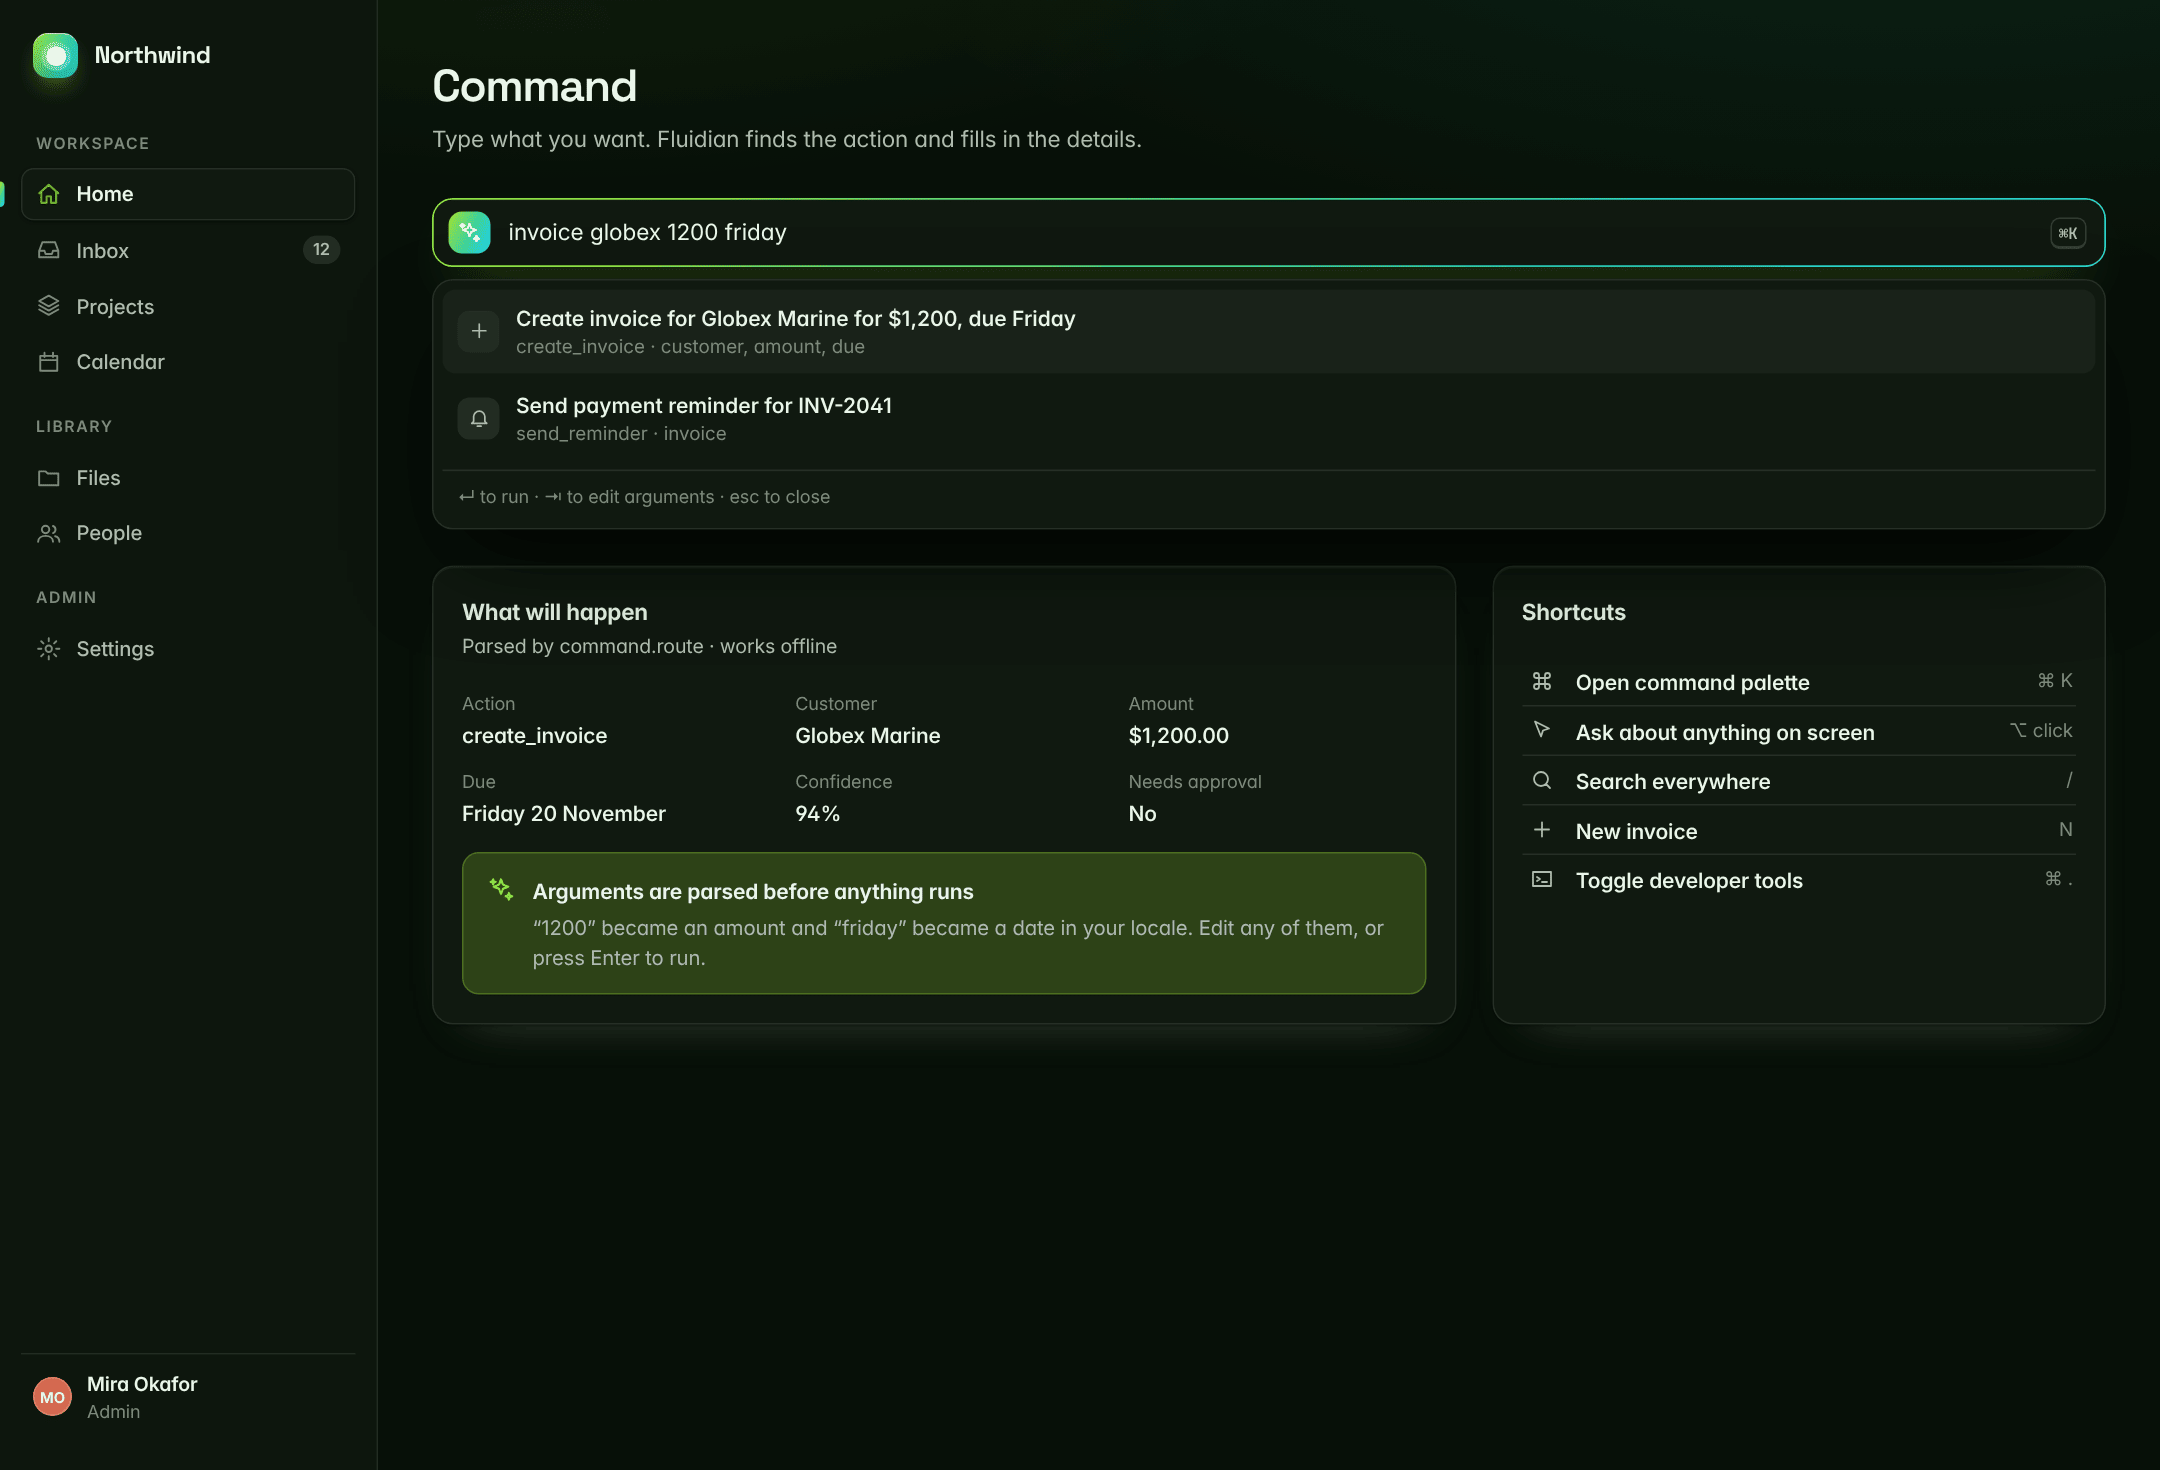 Northwind
WORKSPACE
Home
Inbox
12
Projects
Calendar
LIBRARY
Files
People
ADMIN
Settings
Mira Okafor
MO
Admin
Command
Type what you want. Fluidian finds the action and fills in the details.
invoice globex 1200 friday
⌘K
Create invoice for Globex Marine for $1,200, due Friday
create_invoice · customer, amount, due
Send payment reminder for INV-2041
send_reminder · invoice
↵ to run · ⇥ to edit arguments · esc to close
What will happen
Parsed by command.route · works offline
Action
create_invoice
Customer
Globex Marine
Amount
$1,200.00
Due
Friday 20 November
Confidence
94%
Needs approval
No
Arguments are parsed before anything runs
“1200” became an amount and “friday” became a date in your locale. Edit any of them, or
press Enter to run.
Shortcuts
Open command palette
⌘ K
Ask about anything on screen
⌥ click
Search everywhere
/
New invoice
N
Toggle developer tools
⌘ .